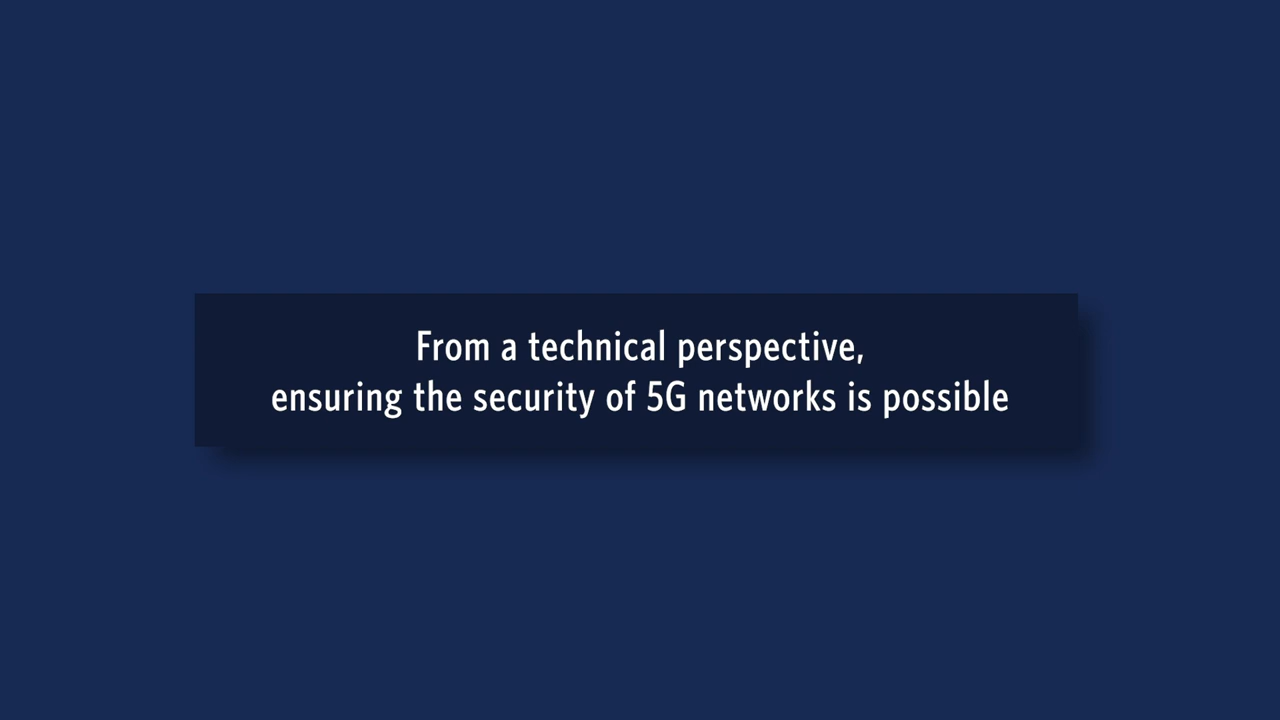 From a technical perspective,
ensuring the security of 5G networks is possible